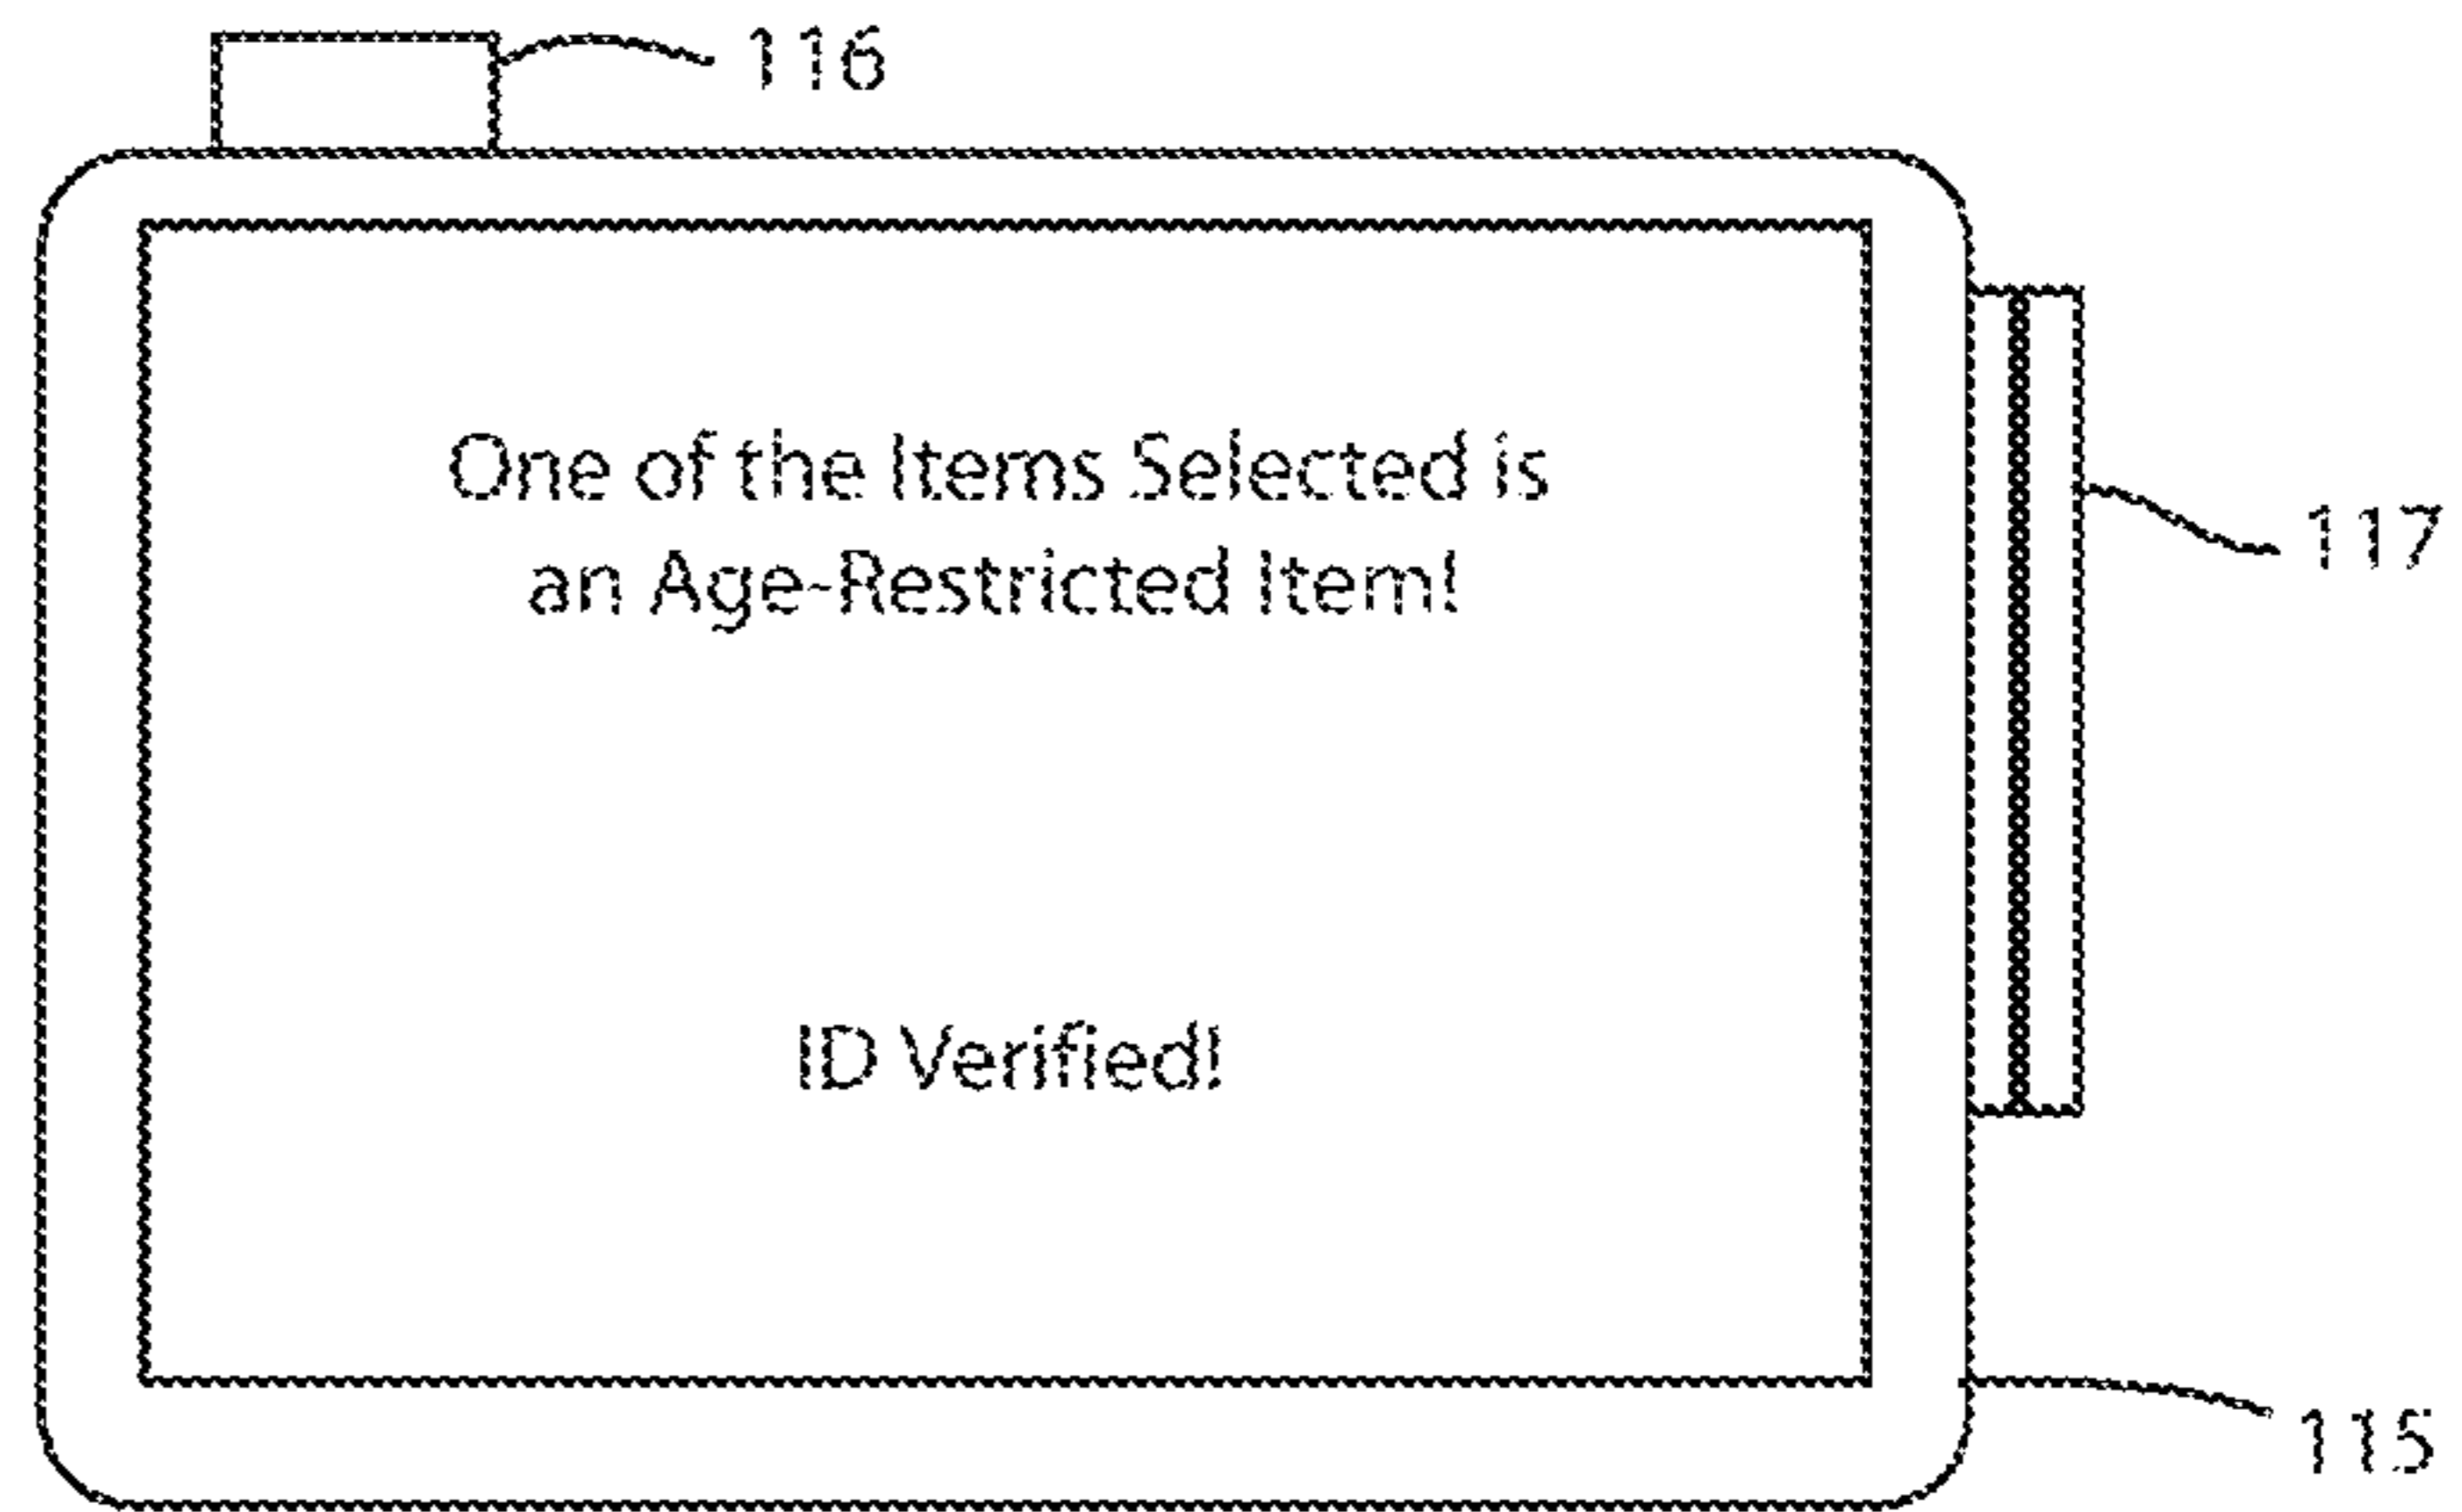 116
One of the Items Selected is
an Age-Restricted Item!
117
ID Verified!
115